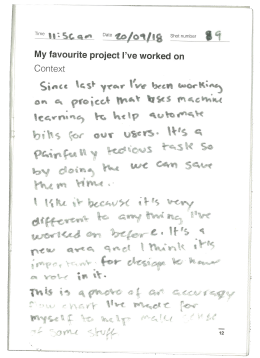 Time 11:56am Date 20/09/18 Shot number 19
My favourite project I've worked on
Context
Since last year I've been working
on a project that uses machine
learning to help automate
bills for our users. It's a
painfully tedious task so
by doing the we can save
them time.
I like it because it's very
different to anything I've
worked on before. It's a
new area and I think it's
important for design to have
a role in it.
This is a photo of an accuracy
flow chart I've made for
myself to help make sense
of some stuff.
12